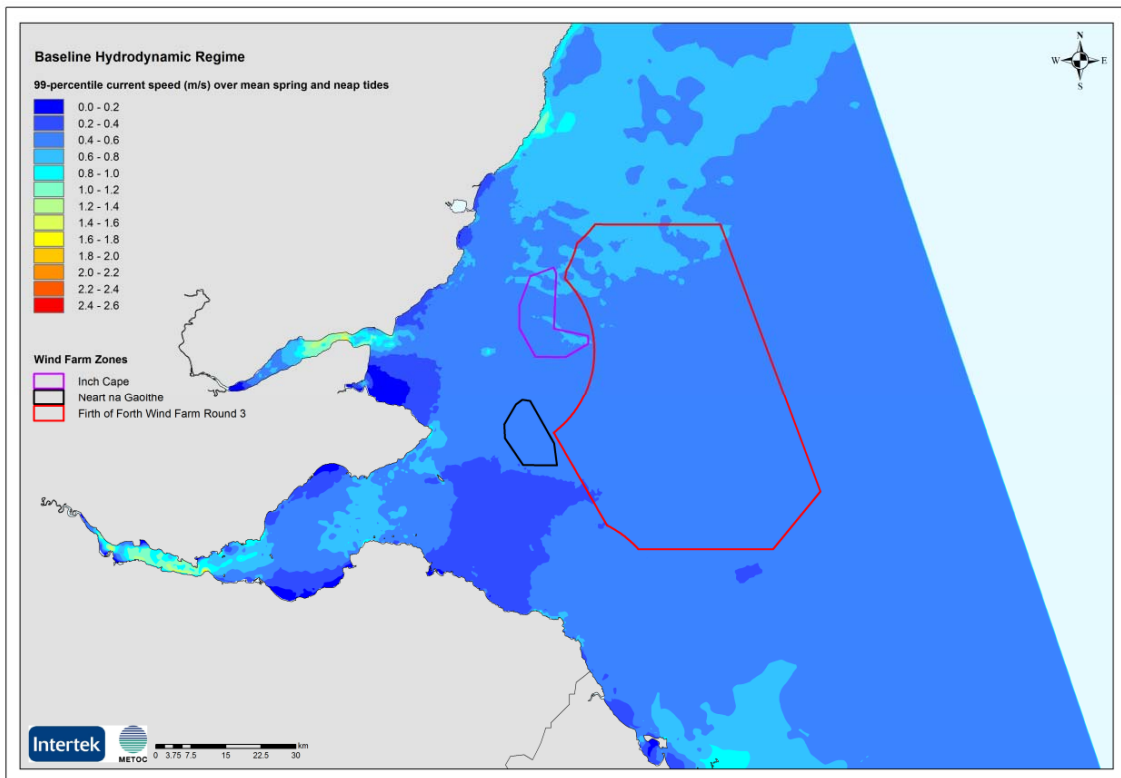 Baseline Hydrodynamic Regime
99-percentile current speed (m/s) over mean spring and neap tides
0.0 - 0.2
0.2 - 0.4
0.4 - 0.6
0.6 - 0.8
0.8 - 1.0
1.0 - 1.2
1.2 - 1.4
1.4 - 1.6
1.6 - 1.8
1.8 - 2.0
2.0 - 2.2
2.2 - 2.4
2.4 - 2.6
Wind Farm Zones
Inch Cape
Neart na Gaoithe
Firth of Forth Wind Farm Round 3
N
W E
S
Intertek
METOC
km
0 3.75 7.5 15 22.5 30